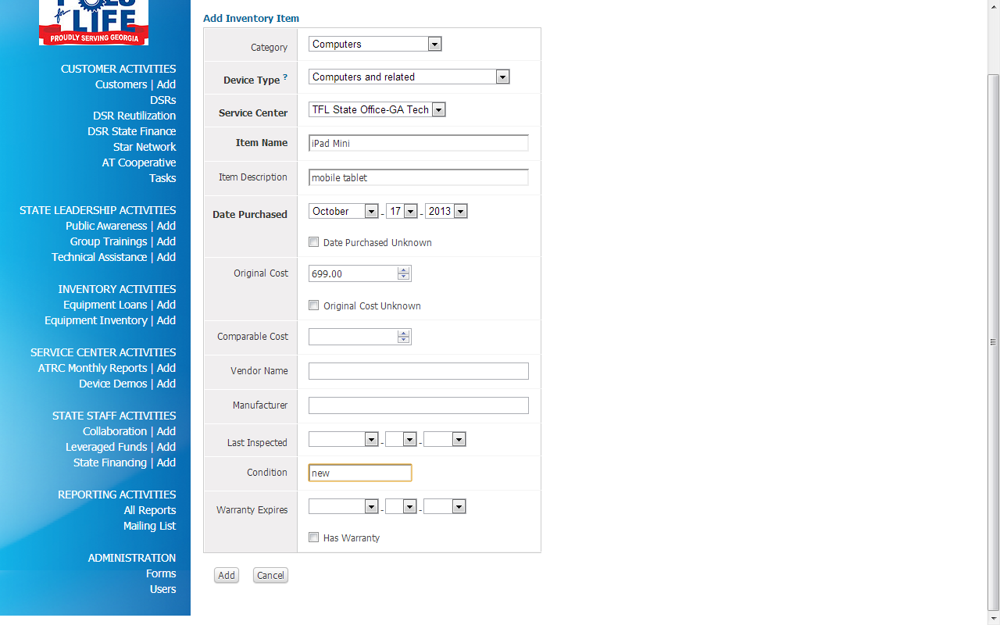 for
LIFE
PROUDLY SERVING GEORGIA
CUSTOMER ACTIVITIES
Customers | Add
DSRs
DSR Reutilization
DSR State Finance
Star Network
AT Cooperative
Tasks
STATE LEADERSHIP ACTIVITIES
Public Awareness | Add
Group Trainings | Add
Technical Assistance | Add
INVENTORY ACTIVITIES
Equipment Loans | Add
Equipment Inventory | Add
SERVICE CENTER ACTIVITIES
ATRC Monthly Reports | Add
Device Demos | Add
STATE STAFF ACTIVITIES
Collaboration | Add
Leveraged Funds | Add
State Financing | Add
REPORTING ACTIVITIES
All Reports
Mailing List
ADMINISTRATION
Forms
Users
Add Inventory Item
Category Computers
Device Type ? Computers and related
Service Center TFL State Office-GA Tech
Item Name iPad Mini
Item Description mobile tablet
Date Purchased October - 17 - 2013
Date Purchased Unknown
Original Cost 699.00
Original Cost Unknown
Comparable Cost
Vendor Name
Manufacturer
Last Inspected - -
Condition new
Warranty Expires - -
Has Warranty
Add Cancel